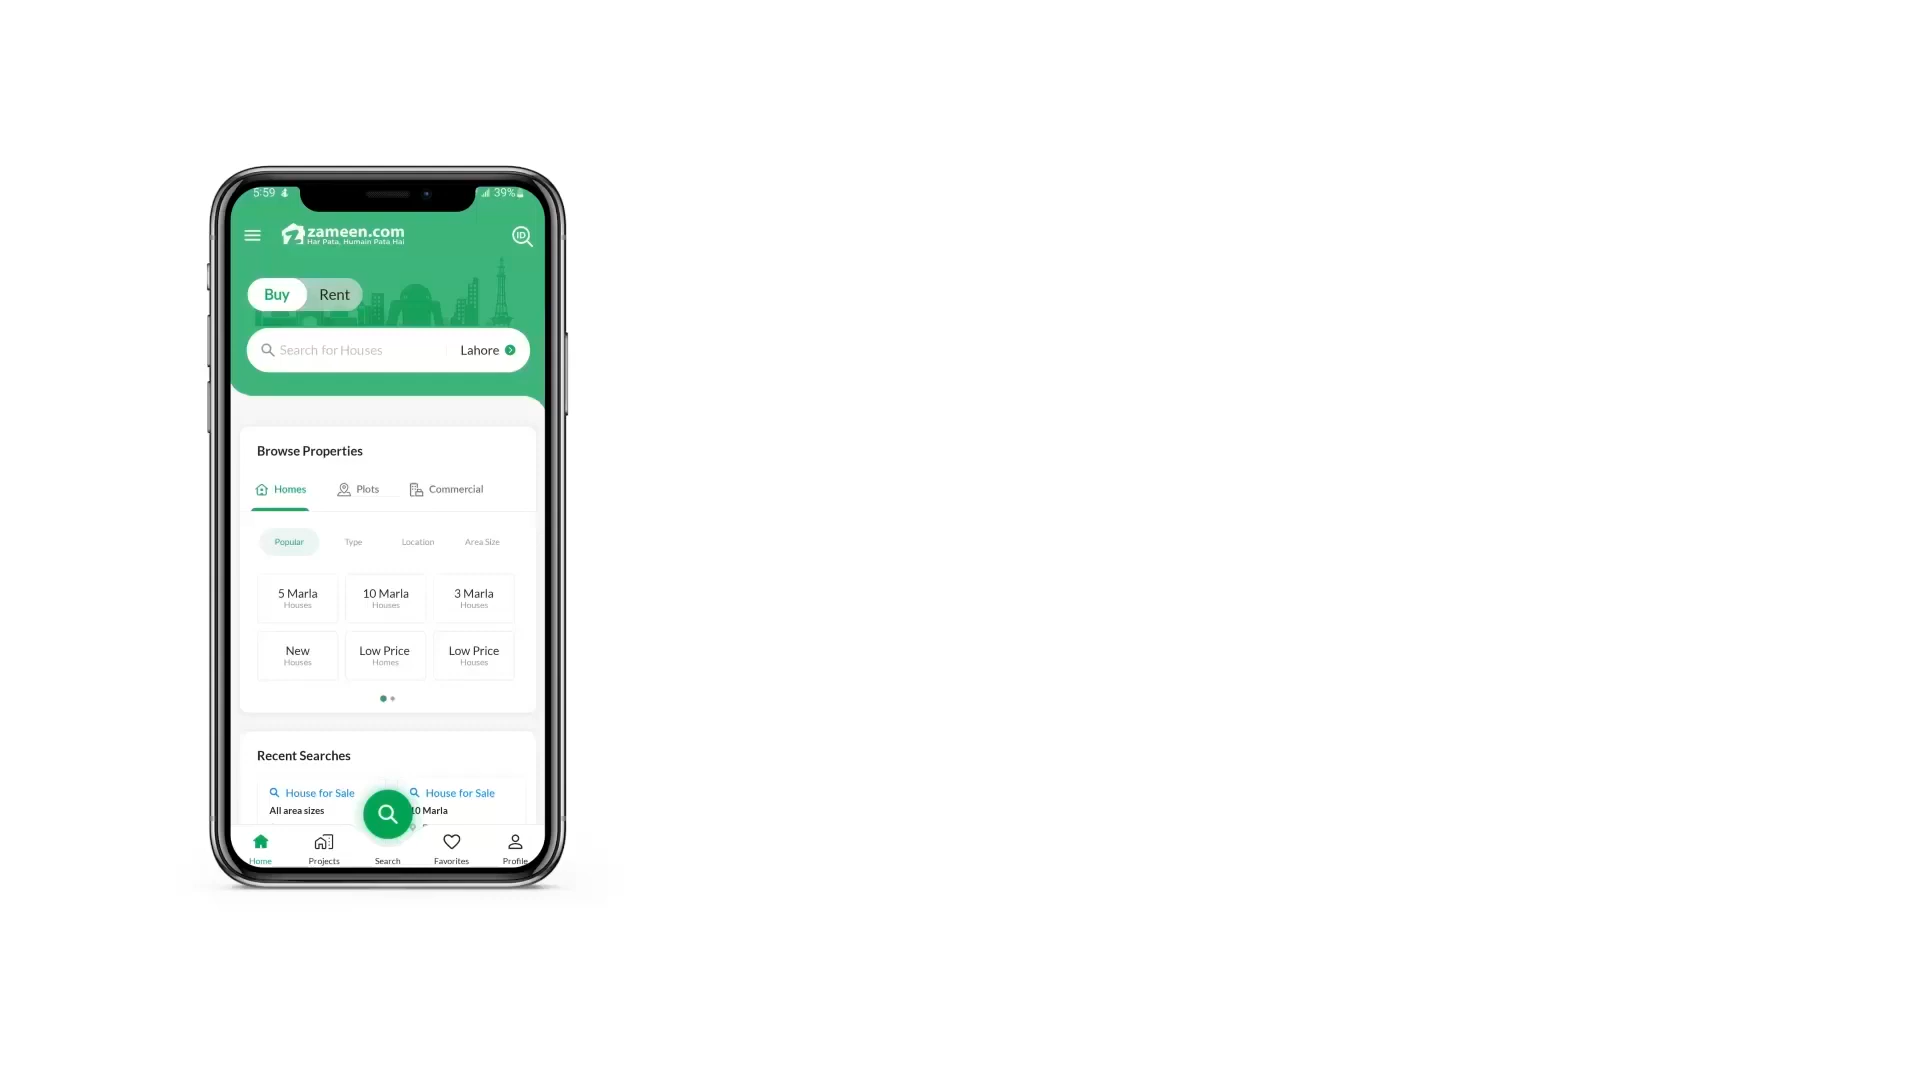 5:59
39%
zameen.com
Har Pata, Humain Pata Hai
ID
Buy Rent
Search for Houses Lahore
Browse Properties
Homes Plots Commercial
Popular Type Location Area Size
5 Marla 10 Marla 3 Marla
Houses Houses Houses
New Low Price Low Price
Houses Homes Houses
Recent Searches
House for Sale House for Sale
All area sizes 10 Marla
Home Projects Search Favorites Profile